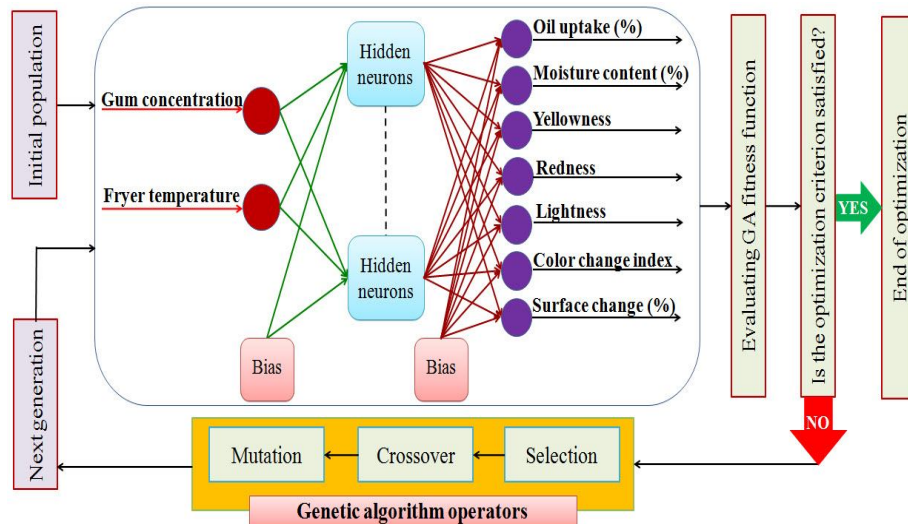 Initial population
Gum concentration
Fryer temperature
Hidden
neurons
Hidden
neurons
Bias
Bias
Oil uptake (%)
Moisture content (%)
Yellowness
Redness
Lightness
Color change index
Surface change (%)
Evaluating GA fitness function
Is the optimization criterion satisfied?
YES
End of optimization
NO
Selection
Crossover
Mutation
Genetic algorithm operators
Next generation